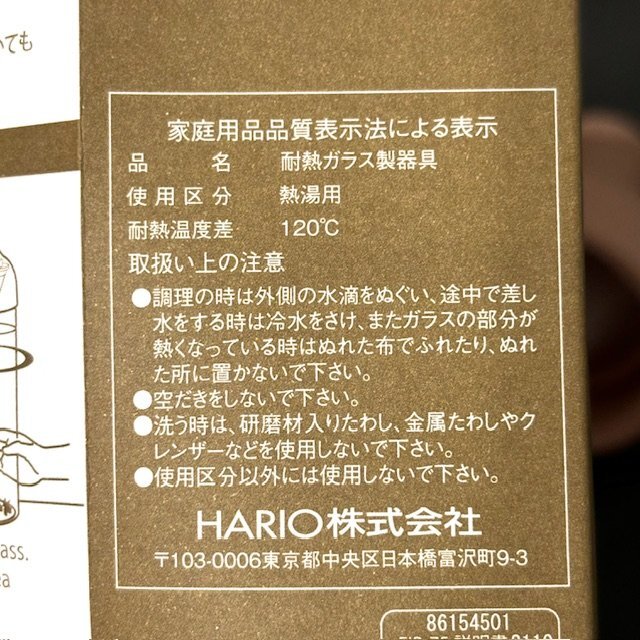 ても
家庭用品品質表示法による表示
品 名 耐熱ガラス製器具
使用区分 熱湯用
耐熱温度差 120℃
取扱い上の注意
●調理の時は外側の水滴をぬぐい、途中で差し
水をする時は冷水をさけ、またガラスの部分が
熱くなっている時はぬれた布でふれたり、ぬれ
た所に置かないで下さい。
●空だきをしないで下さい。
●洗う時は、研磨材入りたわし、金属たわしやク
レンザーなどを使用しないで下さい。
●使用区分以外には使用しないで下さい。
HARIO株式会社
〒103-0006東京都中央区日本橋富沢町9-3
ass.
ea
86154501